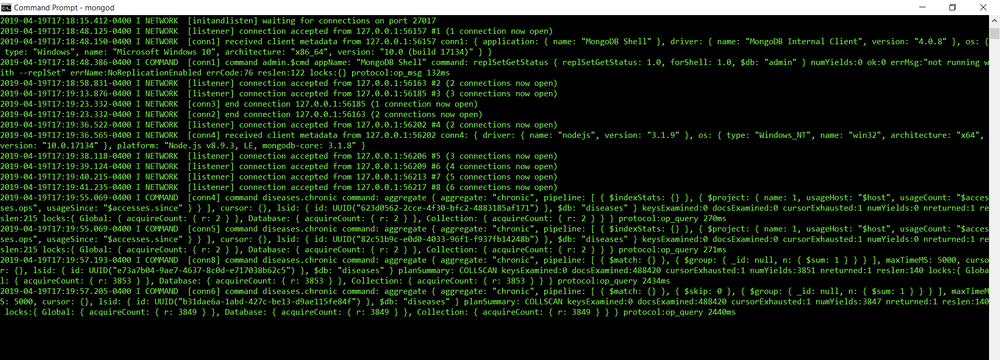 Command Prompt - mongod
2019-04-19T17:18:15.412-0400 I NETWORK  [initandlisten] waiting for connections on port 27017
2019-04-19T17:18:48.125-0400 I NETWORK  [listener] connection accepted from 127.0.0.1:56157 #1 (1 connection now open)
2019-04-19T17:18:48.150-0400 I NETWORK  [conn1] received client metadata from 127.0.0.1:56157 conn1: { application: { name: "MongoDB Shell" }, driver: { name: "MongoDB Internal Client", version: "4.0.8" }, os: {
 type: "Windows", name: "Microsoft Windows 10", architecture: "x86_64", version: "10.0 (build 17134)" } }
2019-04-19T17:18:48.386-0400 I COMMAND  [conn1] command admin.$cmd appName: "MongoDB Shell" command: replSetGetStatus { replSetGetStatus: 1.0, forShell: 1.0, $db: "admin" } numYields:0 ok:0 errMsg:"not running w
ith --replSet" errName:NoReplicationEnabled errCode:76 reslen:122 locks:{} protocol:op_msg 132ms
2019-04-19T17:18:58.831-0400 I NETWORK  [listener] connection accepted from 127.0.0.1:56163 #2 (2 connections now open)
2019-04-19T17:19:13.876-0400 I NETWORK  [listener] connection accepted from 127.0.0.1:56185 #3 (3 connections now open)
2019-04-19T17:19:23.332-0400 I NETWORK  [conn3] end connection 127.0.0.1:56185 (1 connection now open)
2019-04-19T17:19:23.332-0400 I NETWORK  [conn2] end connection 127.0.0.1:56163 (2 connections now open)
2019-04-19T17:19:36.522-0400 I NETWORK  [listener] connection accepted from 127.0.0.1:56202 #4 (2 connections now open)
2019-04-19T17:19:36.565-0400 I NETWORK  [conn4] received client metadata from 127.0.0.1:56202 conn4: { driver: { name: "nodejs", version: "3.1.9" }, os: { type: "Windows_NT", name: "win32", architecture: "x64",
version: "10.0.17134" }, platform: "Node.js v8.9.3, LE, mongodb-core: 3.1.8" }
2019-04-19T17:19:38.118-0400 I NETWORK  [listener] connection accepted from 127.0.0.1:56206 #5 (3 connections now open)
2019-04-19T17:19:39.124-0400 I NETWORK  [listener] connection accepted from 127.0.0.1:56209 #6 (4 connections now open)
2019-04-19T17:19:40.215-0400 I NETWORK  [listener] connection accepted from 127.0.0.1:56213 #7 (5 connections now open)
2019-04-19T17:19:41.235-0400 I NETWORK  [listener] connection accepted from 127.0.0.1:56217 #8 (6 connections now open)
2019-04-19T17:19:55.069-0400 I COMMAND  [conn4] command diseases.chronic command: aggregate { aggregate: "chronic", pipeline: [ { $indexStats: {} }, { $project: { name: 1, usageHost: "$host", usageCount: "$acces
ses.ops", usageSince: "$accesses.since" } } ], cursor: {}, lsid: { id: UUID("623d0562-2cce-4f30-bfc2-4883185af171") }, $db: "diseases" } keysExamined:0 docsExamined:0 cursorExhausted:1 numYields:0 nreturned:1 re
slen:215 locks:{ Global: { acquireCount: { r: 2 } }, Database: { acquireCount: { r: 2 } }, Collection: { acquireCount: { r: 2 } } } protocol:op_query 270ms
2019-04-19T17:19:55.069-0400 I COMMAND  [conn5] command diseases.chronic command: aggregate { aggregate: "chronic", pipeline: [ { $indexStats: {} }, { $project: { name: 1, usageHost: "$host", usageCount: "$acces
ses.ops", usageSince: "$accesses.since" } } ], cursor: {}, lsid: { id: UUID("82c51b9c-e0d0-4033-96f1-f937fb14248b") }, $db: "diseases" } keysExamined:0 docsExamined:0 cursorExhausted:1 numYields:0 nreturned:1 re
slen:215 locks:{ Global: { acquireCount: { r: 2 } }, Database: { acquireCount: { r: 2 } }, Collection: { acquireCount: { r: 2 } } } protocol:op_query 271ms
2019-04-19T17:19:57.193-0400 I COMMAND  [conn8] command diseases.chronic command: aggregate { aggregate: "chronic", pipeline: [ { $match: {} }, { $group: { _id: null, n: { $sum: 1 } } } ], maxTimeMS: 5000, curso
r: {}, lsid: { id: UUID("e73a7b04-9ae7-4637-8c0d-e717038b62c5") }, $db: "diseases" } planSummary: COLLSCAN keysExamined:0 docsExamined:488420 cursorExhausted:1 numYields:3851 nreturned:1 reslen:140 locks:{ Globa
l: { acquireCount: { r: 3853 } }, Database: { acquireCount: { r: 3853 } }, Collection: { acquireCount: { r: 3853 } } } protocol:op_query 2434ms
2019-04-19T17:19:57.205-0400 I COMMAND  [conn6] command diseases.chronic command: aggregate { aggregate: "chronic", pipeline: [ { $match: {} }, { $skip: 0 }, { $group: { _id: null, n: { $sum: 1 } } } ], maxTimeM
S: 5000, cursor: {}, lsid: { id: UUID("b31dae6a-1abd-427c-be13-d9ae115fe84f") }, $db: "diseases" } planSummary: COLLSCAN keysExamined:0 docsExamined:488420 cursorExhausted:1 numYields:3847 nreturned:1 reslen:140
 locks:{ Global: { acquireCount: { r: 3849 } }, Database: { acquireCount: { r: 3849 } }, Collection: { acquireCount: { r: 3849 } } } protocol:op_query 2440ms